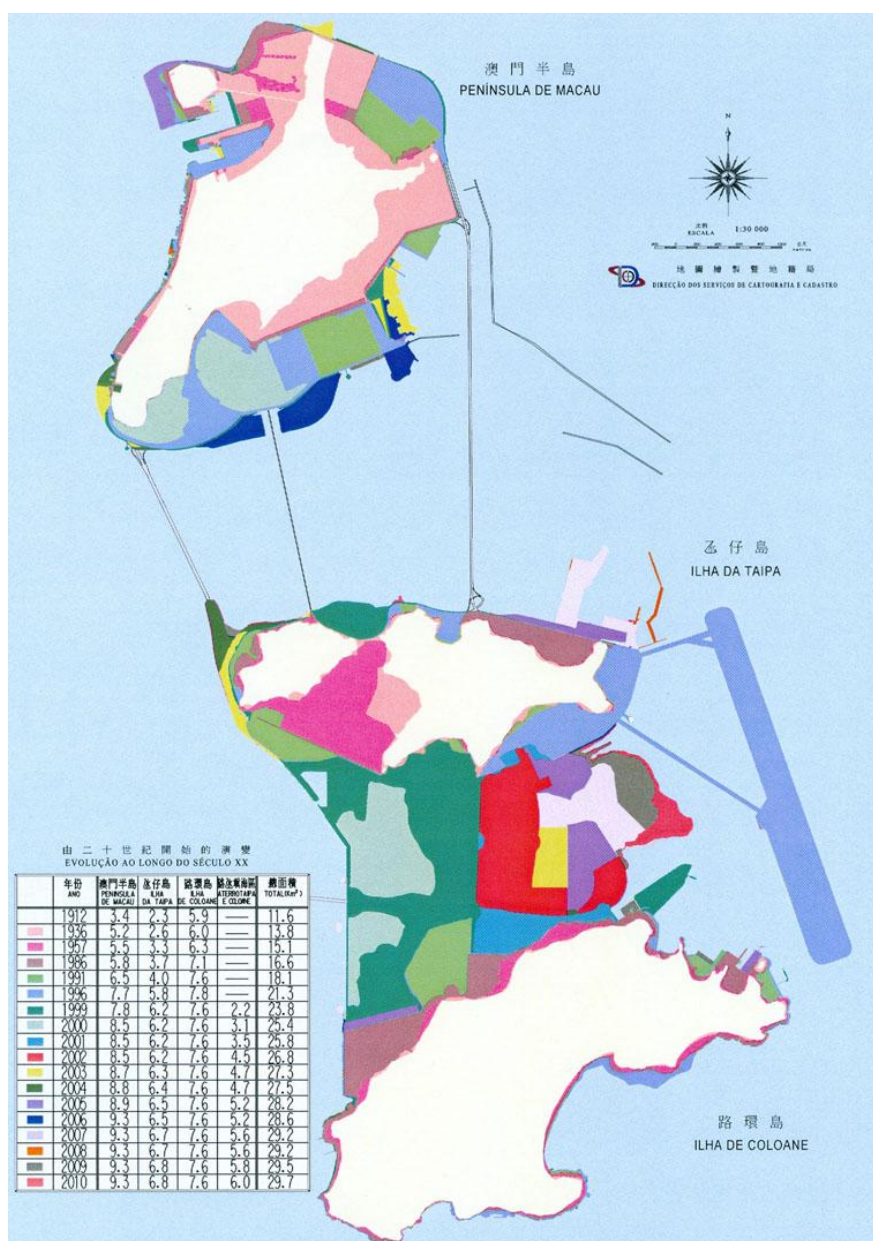 澳門半島
PENÍNSULA DE MACAU
N
比例
ESCALA 1:30 000
地圖繪製暨地籍局
DIRECÇÃO DOS SERVIÇOS DE CARTOGRAFIA E CADASTRO
氹仔島
ILHA DA TAIPA
由二十世紀開始的演變
EVOLUÇÃO AO LONGO DO SÉCULO XX
年份 澳門半島 氹仔島 路環島 路氹填海區 總面積
ANO PENINSULA DE MACAU ILHA DA TAIPA ILHA DE COLOANE ATERRO TAIPA E COLOANE TOTAL(Km²)
1912 3.4 2.3 5.9 — 11.6
1936 5.2 2.6 6.0 — 13.8
1957 5.5 3.3 6.3 — 15.1
1986 5.8 3.7 7.1 — 16.6
1991 6.5 4.0 7.6 — 18.1
1996 7.7 5.8 7.8 — 21.3
1999 7.8 6.2 7.6 2.2 23.8
2000 8.5 6.2 7.6 3.1 25.4
2001 8.5 6.2 7.6 3.5 25.8
2002 8.5 6.2 7.6 4.5 26.8
2003 8.7 6.3 7.6 4.7 27.3
2004 8.8 6.4 7.6 4.7 27.5
2005 8.9 6.5 7.6 5.2 28.2
2006 9.3 6.5 7.6 5.2 28.6
2007 9.3 6.7 7.6 5.6 29.2
2008 9.3 6.7 7.6 5.6 29.2
2009 9.3 6.8 7.6 5.8 29.5
2010 9.3 6.8 7.6 6.0 29.7
路環島
ILHA DE COLOANE